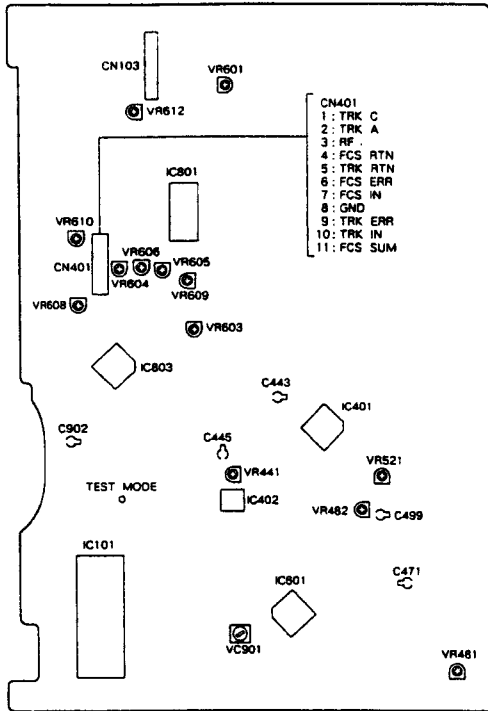 CN103
VR601
VR612
CN401
1 : TRK C
2 : TRK A
3 : RF .
4 : FCS RTN
5 : TRK RTN
6 : FCS ERR
7 : FCS IN
8 : GND
9 : TRK ERR
10 : TRK IN
11 : FCS SUM
IC801
VR610
VR606
CN401
VR605
VR604
VR609
VR608
VR603
IC803
C443
IC401
C902
C445
VR521
VR441
TEST MODE
IC402
VR482
C499
IC101
C471
IC601
VC901
VR481